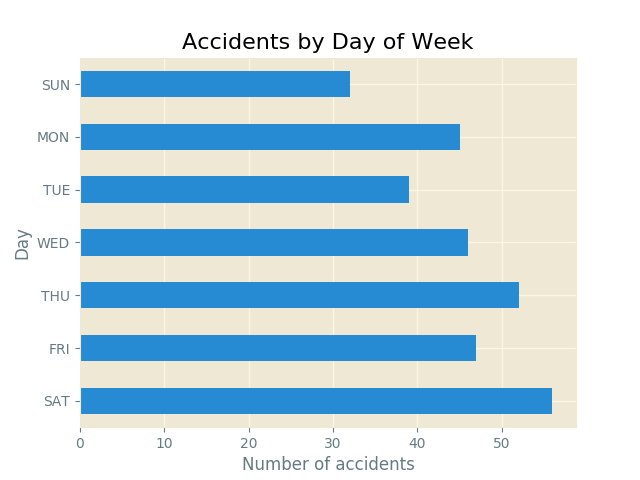 Accidents by Day of Week
SUN
MON
TUE
WED
THU
FRI
SAT
Day
0 10 20 30 40 50
Number of accidents